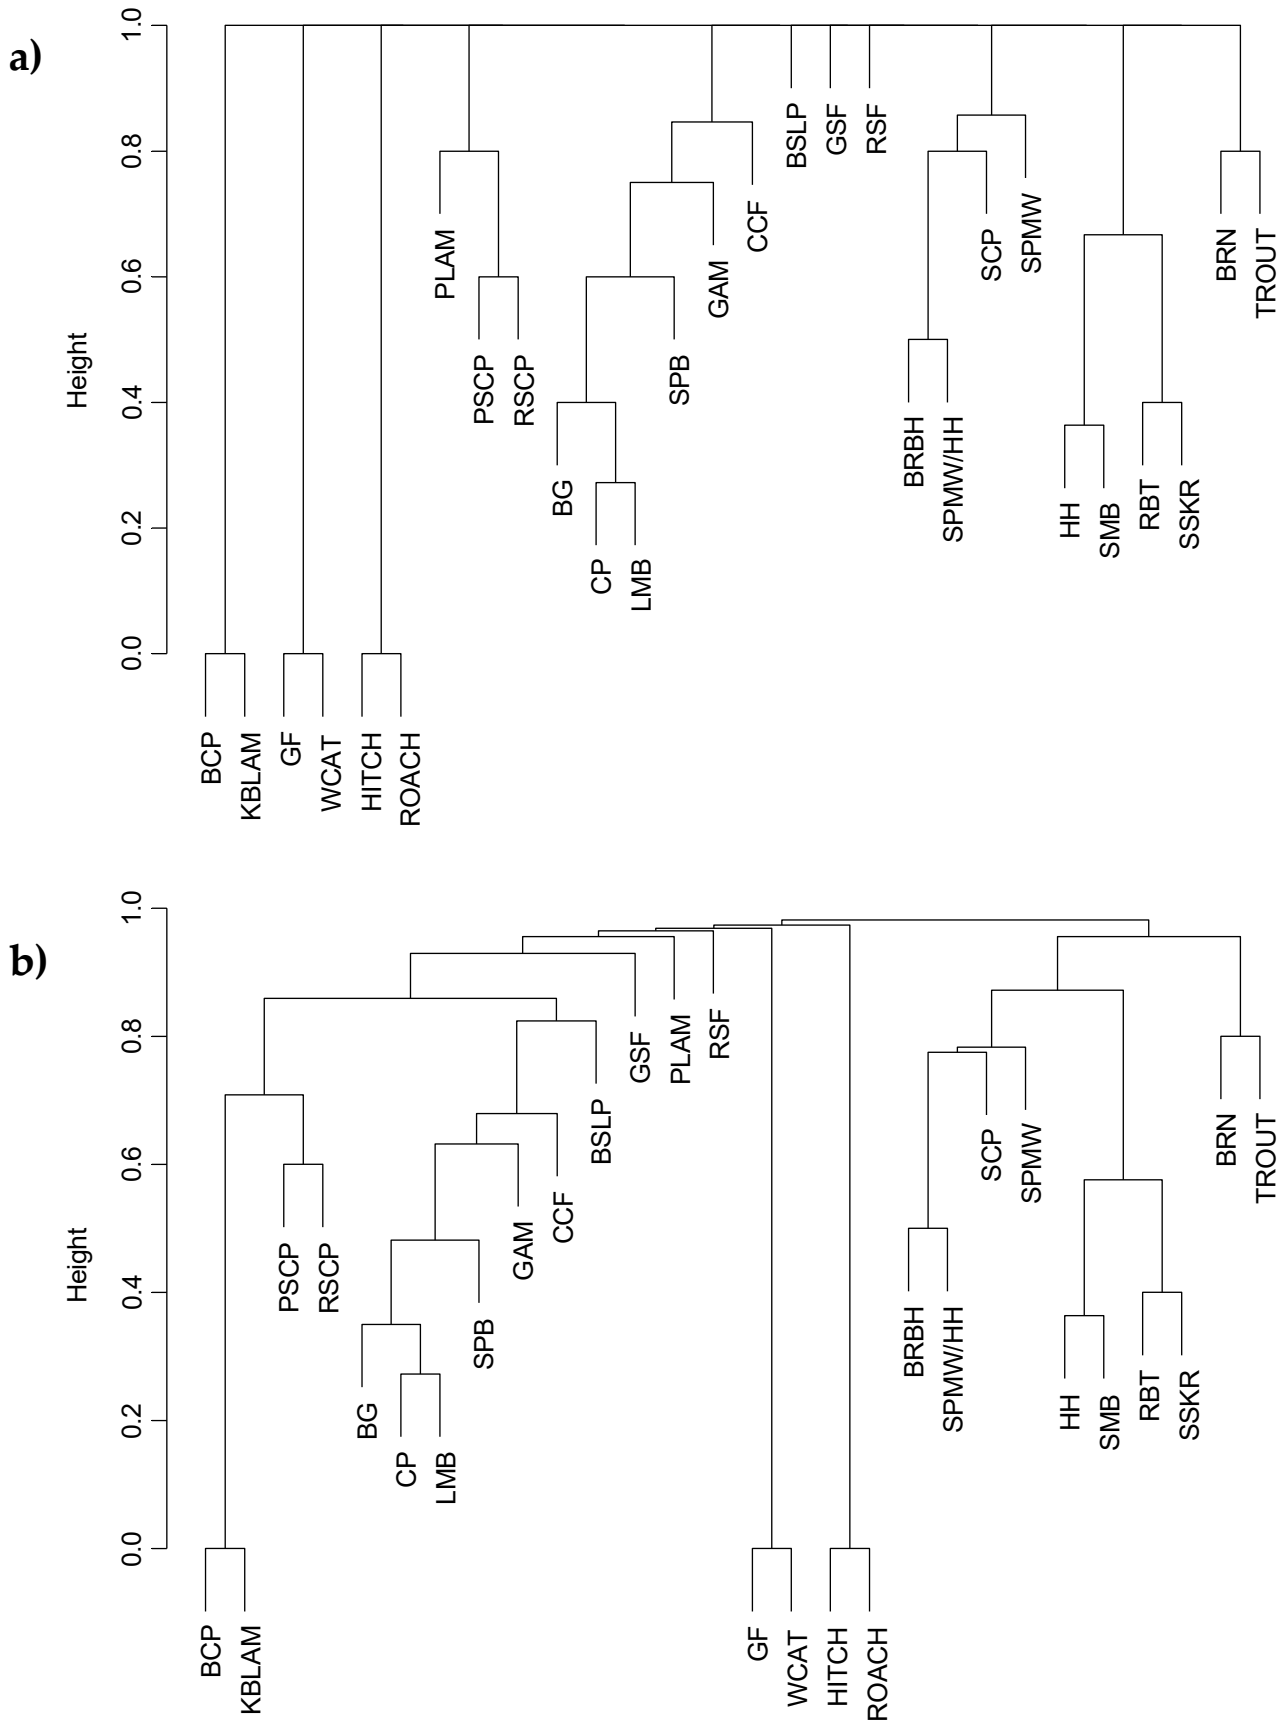 a)
Height
1.0
0.8
0.6
0.4
0.2
0.0
BCP
KBLAM
GF
WCAT
HITCH
ROACH
PLAM
PSCP
RSCP
BG
CP
LMB
SPB
GAM
CCF
BSLP
GSF
RSF
BRBH
SPMW/HH
SCP
SPMW
HH
SMB
RBT
SSKR
BRN
TROUT
b)
Height
1.0
0.8
0.6
0.4
0.2
0.0
BCP
KBLAM
PSCP
RSCP
BG
CP
LMB
SPB
GAM
CCF
BSLP
GSF
PLAM
RSF
GF
WCAT
HITCH
ROACH
BRBH
SPMW/HH
SCP
SPMW
HH
SMB
RBT
SSKR
BRN
TROUT